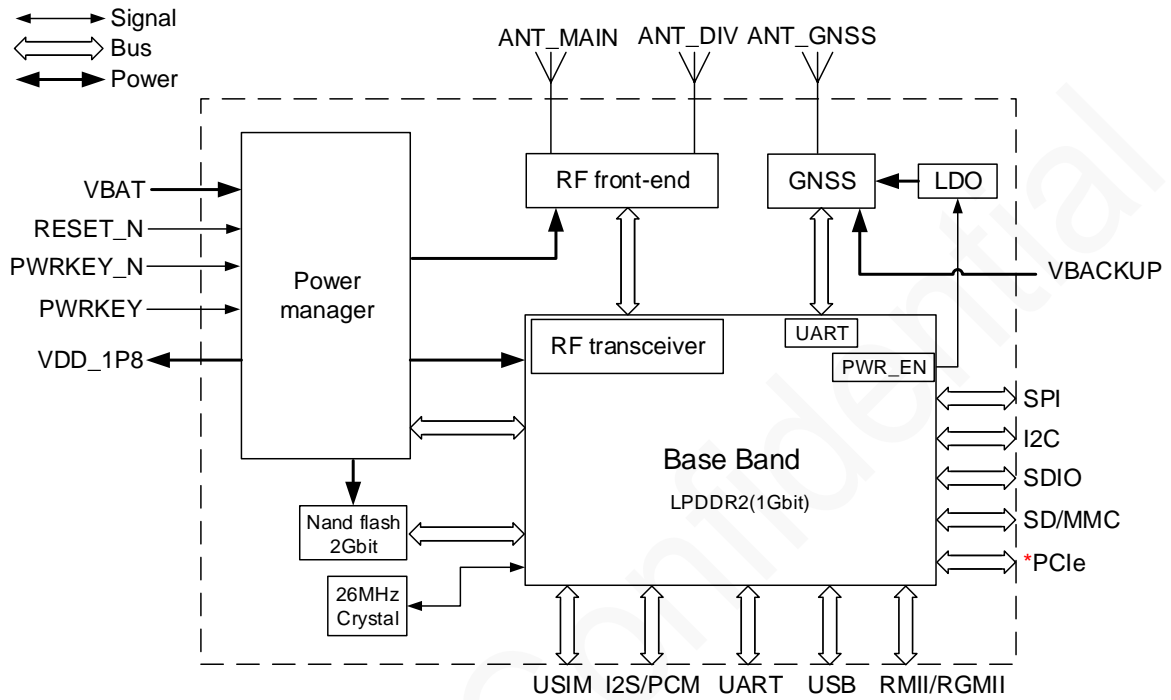 Signal
Bus
Power
ANT_MAIN ANT_DIV ANT_GNSS
VBAT
RESET_N
PWRKEY_N
PWRKEY
VDD_1P8
Power
manager
RF front-end
GNSS
LDO
VBACKUP
RF transceiver
UART
PWR_EN
Base Band
LPDDR2(1Gbit)
Nand flash
2Gbit
26MHz
Crystal
SPI
I2C
SDIO
SD/MMC
*PCIe
USIM I2S/PCM UART USB RMII/RGMII
Confidential